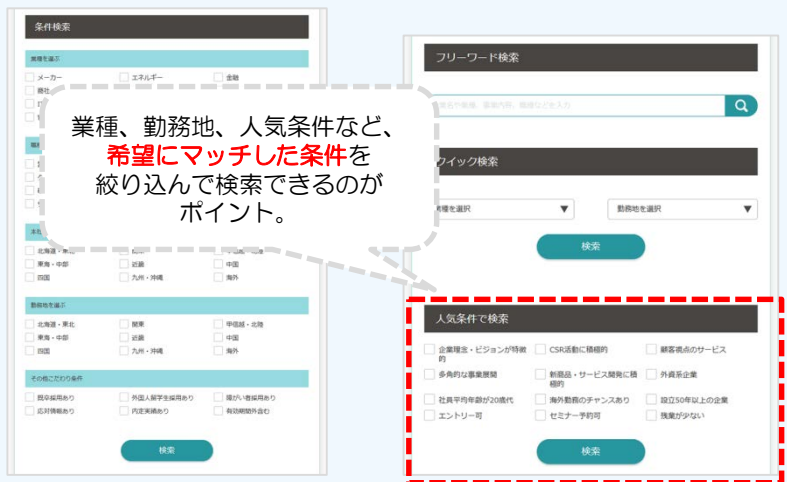 条件検索
業種を選ぶ
メーカー
エネルギー
金融
商社
業種、勤務地、人気条件など、
希望にマッチした条件を
絞り込んで検索できるのが
ポイント。
北海道・東北
関東
甲信越・北陸
東海・中部
近畿
中国
四国
九州・沖縄
海外
勤務地を選ぶ
北海道・東北
関東
甲信越・北陸
東海・中部
近畿
中国
四国
九州・沖縄
海外
その他こだわり条件
既卒採用あり
外国人留学生採用あり
障がい者採用あり
応対情報あり
内定実績あり
有効期間外含む
検索
フリーワード検索
クイック検索
業種を選択
勤務地を選択
検索
人気条件で検索
企業理念・ビジョンが特徴的
CSR活動に積極的
顧客視点のサービス
多角的な事業展開
新商品・サービス開発に積極的
外資系企業
社員平均年齢が20歳代
海外勤務のチャンスあり
設立50年以上の企業
エントリー可
セミナー予約可
残業が少ない
検索